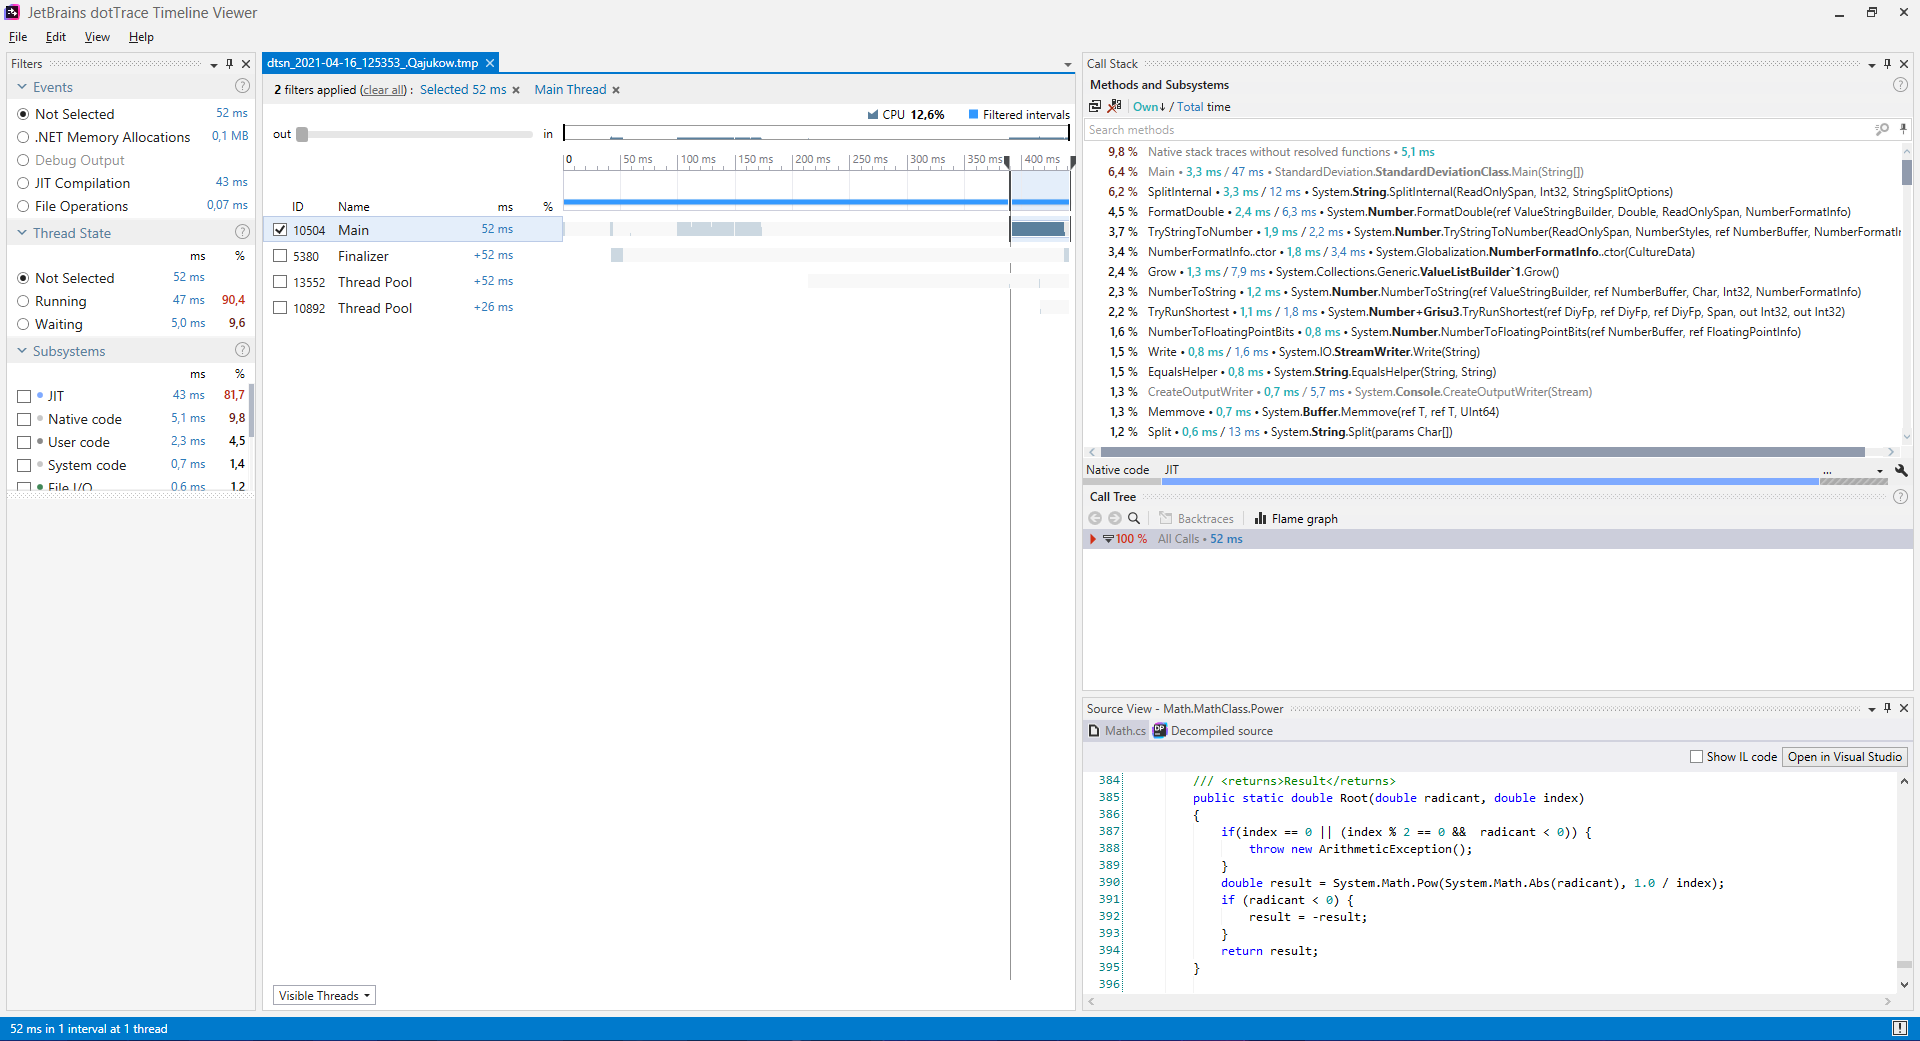 JetBrains dotTrace Timeline Viewer
File Edit View Help
Filters
Events
Not Selected 52 ms
.NET Memory Allocations 0,1 MB
Debug Output
JIT Compilation 43 ms
File Operations 0,07 ms
Thread State
ms %
Not Selected 52 ms
Running 47 ms 90,4
Waiting 5,0 ms 9,6
Subsystems
ms %
JIT 43 ms 81,7
Native code 5,1 ms 9,8
User code 2,3 ms 4,5
System code 0,7 ms 1,4
File I/O 0,6 ms 1,2
dtsn_2021-04-16_125353_.Qajukow.tmp
2 filters applied (clear all) : Selected 52 ms × Main Thread ×
CPU 12,6% Filtered intervals
out in
0 50 ms 100 ms 150 ms 200 ms 250 ms 300 ms 350 ms 400 ms
ID Name ms %
10504 Main 52 ms
5380 Finalizer +52 ms
13552 Thread Pool +52 ms
10892 Thread Pool +26 ms
Visible Threads
Call Stack
Methods and Subsystems
Own↓ / Total time
Search methods
9,8 % Native stack traces without resolved functions • 5,1 ms
6,4 % Main • 3,3 ms / 47 ms • StandardDeviation.StandardDeviationClass.Main(String[])
6,2 % SplitInternal • 3,3 ms / 12 ms • System.String.SplitInternal(ReadOnlySpan, Int32, StringSplitOptions)
4,5 % FormatDouble • 2,4 ms / 6,3 ms • System.Number.FormatDouble(ref ValueStringBuilder, Double, ReadOnlySpan, NumberFormatInfo)
3,7 % TryStringToNumber • 1,9 ms / 2,2 ms • System.Number.TryStringToNumber(ReadOnlySpan, NumberStyles, ref NumberBuffer, NumberFormatIn
3,4 % NumberFormatInfo..ctor • 1,8 ms / 3,4 ms • System.Globalization.NumberFormatInfo..ctor(CultureData)
2,4 % Grow • 1,3 ms / 7,9 ms • System.Collections.Generic.ValueListBuilder`1.Grow()
2,3 % NumberToString • 1,2 ms • System.Number.NumberToString(ref ValueStringBuilder, ref NumberBuffer, Char, Int32, NumberFormatInfo)
2,2 % TryRunShortest • 1,1 ms / 1,8 ms • System.Number+Grisu3.TryRunShortest(ref DiyFp, ref DiyFp, ref DiyFp, Span, out Int32, out Int32)
1,6 % NumberToFloatingPointBits • 0,8 ms • System.Number.NumberToFloatingPointBits(ref NumberBuffer, ref FloatingPointInfo)
1,5 % Write • 0,8 ms / 1,6 ms • System.IO.StreamWriter.Write(String)
1,5 % EqualsHelper • 0,8 ms • System.String.EqualsHelper(String, String)
1,3 % CreateOutputWriter • 0,7 ms / 5,7 ms • System.Console.CreateOutputWriter(Stream)
1,3 % Memmove • 0,7 ms • System.Buffer.Memmove(ref T, ref T, UInt64)
1,2 % Split • 0,6 ms / 13 ms • System.String.Split(params Char[])
Native code JIT ...
Call Tree
Backtraces Flame graph
100 % All Calls • 52 ms
Source View - Math.MathClass.Power
Math.cs Decompiled source
Show IL code Open in Visual Studio
384 /// <returns>Result</returns>
385 public static double Root(double radicant, double index)
386 {
387 if(index == 0 || (index % 2 == 0 && radicant < 0)) {
388 throw new ArithmeticException();
389 }
390 double result = System.Math.Pow(System.Math.Abs(radicant), 1.0 / index);
391 if (radicant < 0) {
392 result = -result;
393 }
394 return result;
395 }
396
52 ms in 1 interval at 1 thread